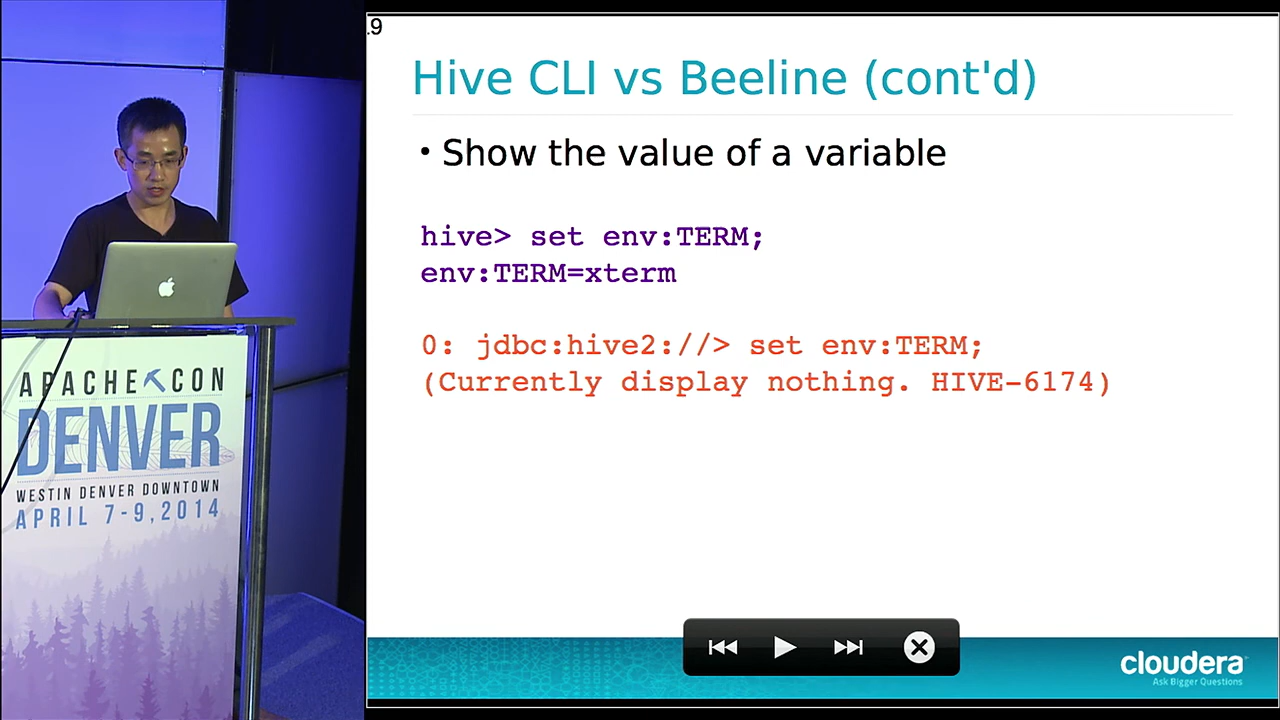 .9
Hive CLI vs Beeline (cont'd)
• Show the value of a variable
hive> set env:TERM;
env:TERM=xterm
0: jdbc:hive2://> set env:TERM;
(Currently display nothing. HIVE-6174)
cloudera
Ask Bigger Questions
APACHE CON
DENVER
WESTIN DENVER DOWNTOWN
APRIL 7-9, 2014